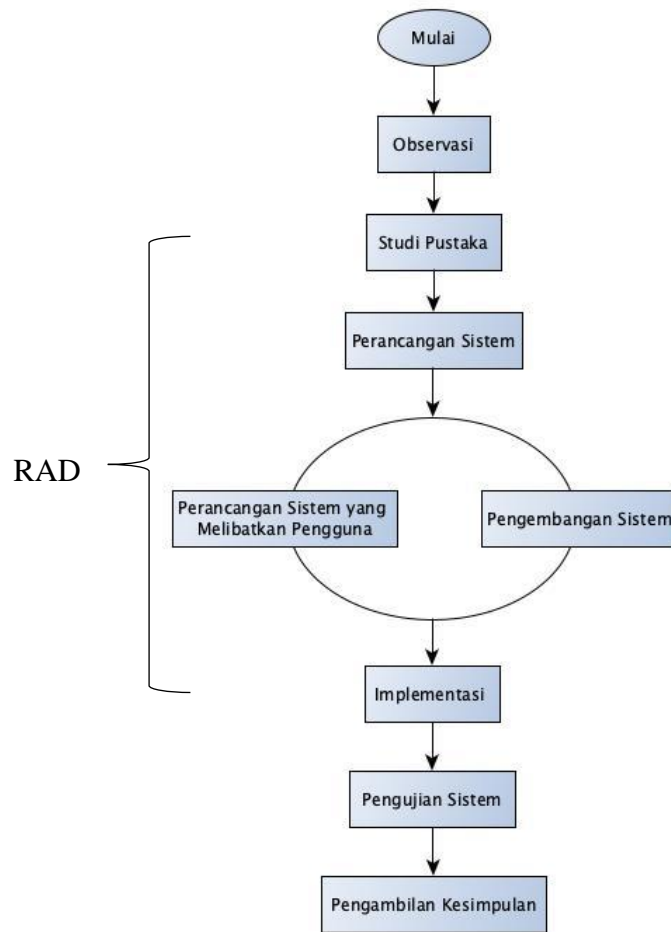 Mulai
Observasi
Studi Pustaka
Perancangan Sistem
RAD
Perancangan Sistem yang
Melibatkan Pengguna
Pengembangan Sistem
Implementasi
Pengujian Sistem
Pengambilan Kesimpulan